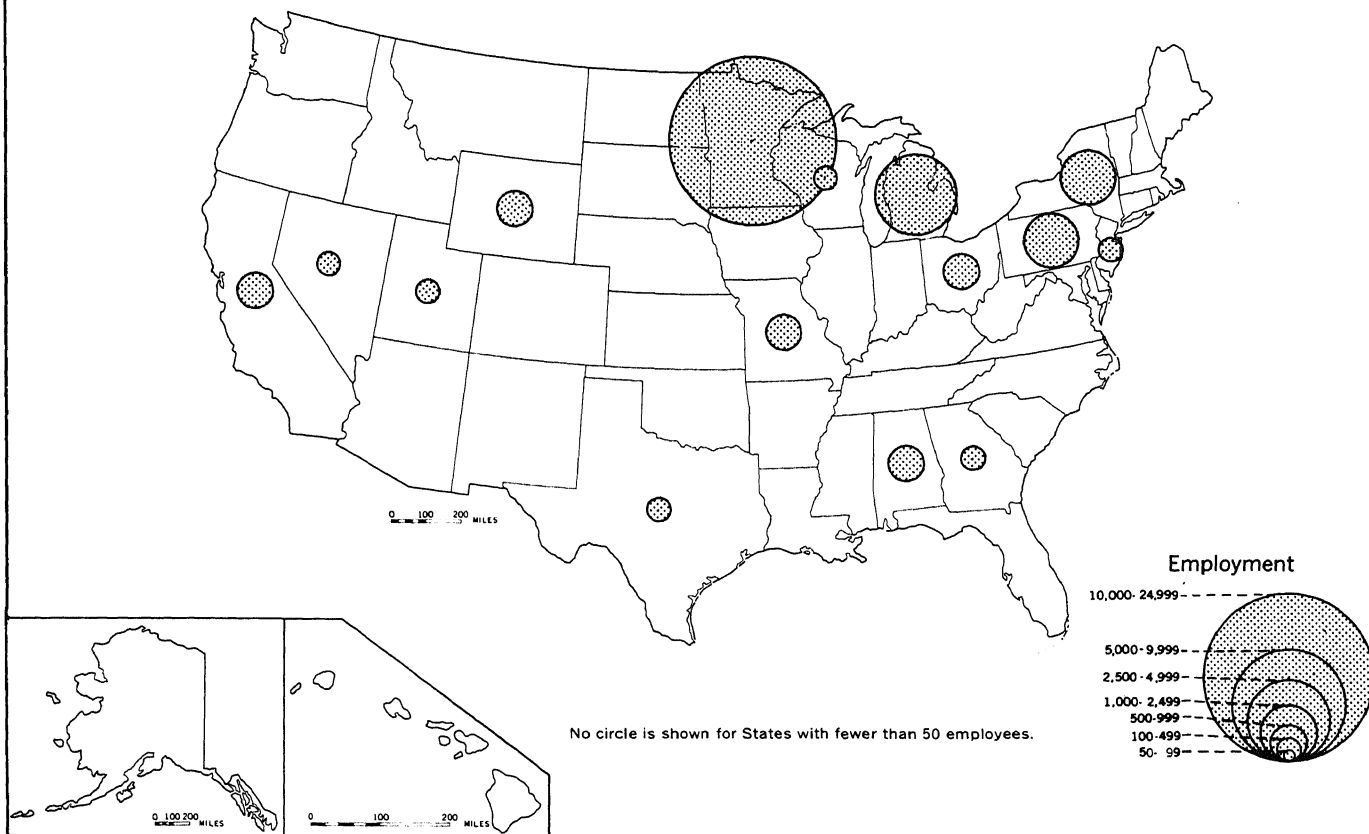 0 100 200 MILES
Employment
10,000-24,999
5,000-9,999
2,500-4,999
1,000-2,499
500-999
100-499
50-99
No circle is shown for States with fewer than 50 employees.
0 100 200 MILES
0 100 200 MILES